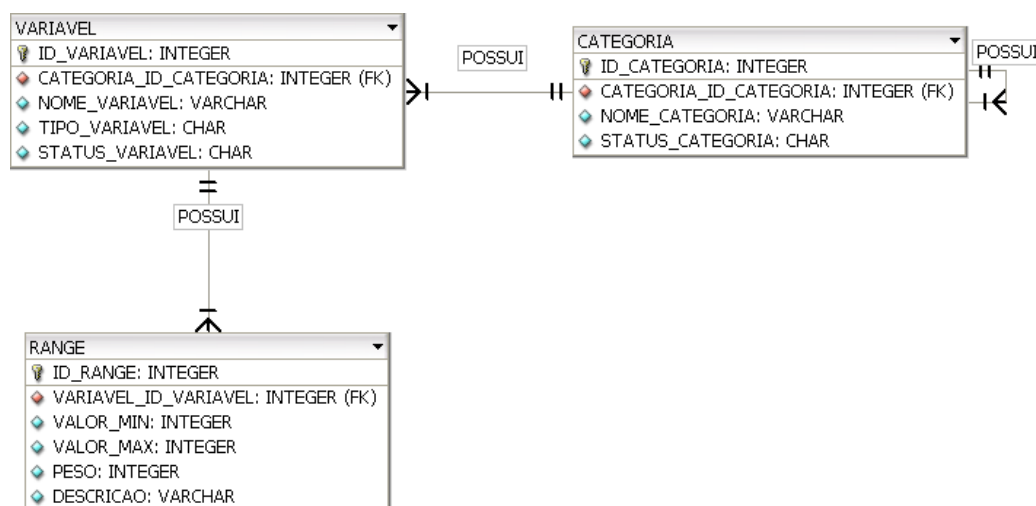 VARIAVEL
ID_VARIAVEL: INTEGER
CATEGORIA_ID_CATEGORIA: INTEGER (FK)
NOME_VARIAVEL: VARCHAR
TIPO_VARIAVEL: CHAR
STATUS_VARIAVEL: CHAR
POSSUI
CATEGORIA
ID_CATEGORIA: INTEGER
CATEGORIA_ID_CATEGORIA: INTEGER (FK)
NOME_CATEGORIA: VARCHAR
STATUS_CATEGORIA: CHAR
POSSUI
POSSUI
RANGE
ID_RANGE: INTEGER
VARIAVEL_ID_VARIAVEL: INTEGER (FK)
VALOR_MIN: INTEGER
VALOR_MAX: INTEGER
PESO: INTEGER
DESCRICAO: VARCHAR